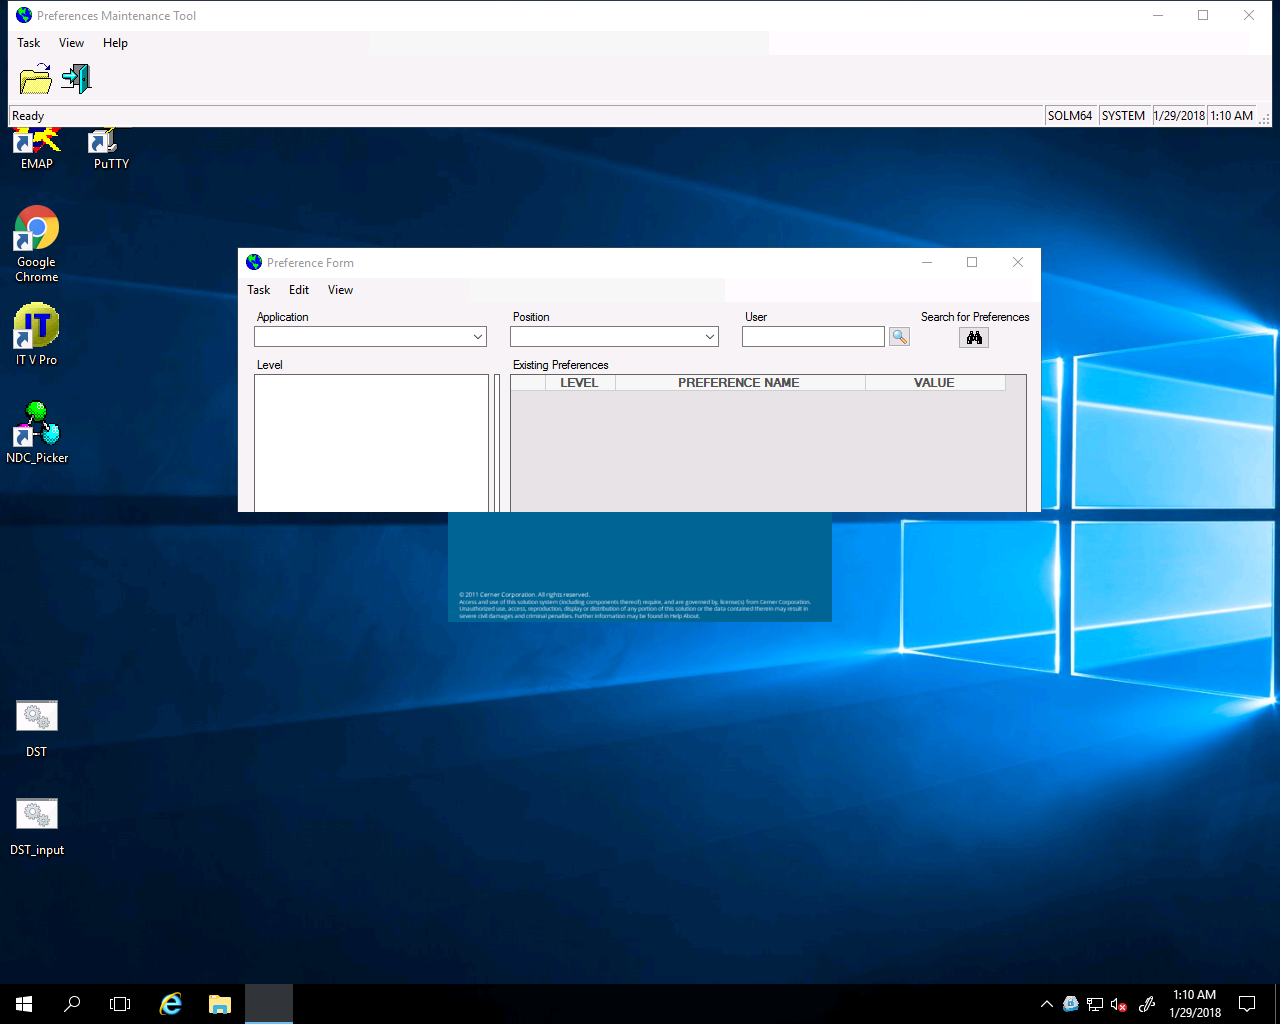 Preferences Maintenance Tool
Task View Help
Ready SOLM64 SYSTEM 1/29/2018 1:10 AM
EMAP PuTTY
Google
Chrome
IT
IT V Pro
NDC_Picker
Preference Form
Task Edit View
Application Position User Search for Preferences
Level Existing Preferences
LEVEL PREFERENCE NAME VALUE
© 2011 Cerner Corporation. All rights reserved.
Access and use of this solution system (including components thereof) require, and are governed by, license(s) from Cerner Corporation.
Unauthorized use, access, reproduction, display or distribution of any portion of this solution or the data contained therein may result in
severe civil damages and criminal penalties. Further information may be found in Help About.
DST
DST_input
1:10 AM
1/29/2018